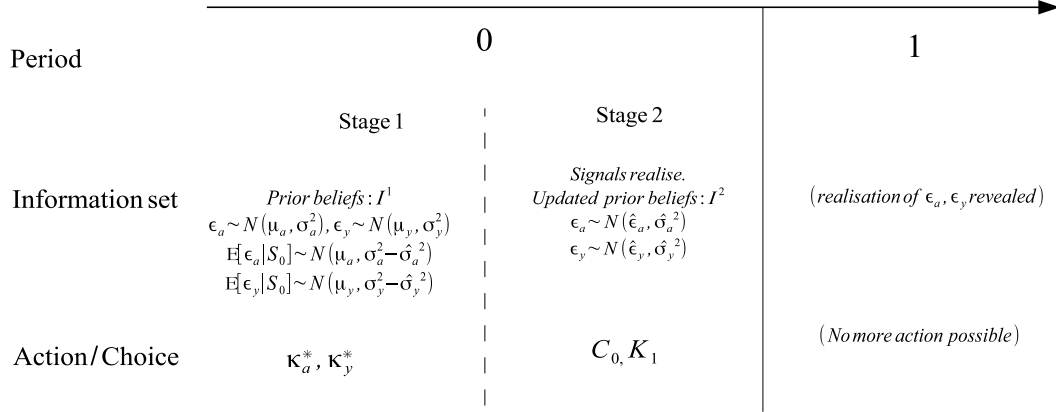 Period 0 1
Stage 1 Stage 2
Signals realise.
Information set Prior beliefs : I¹ Updated prior beliefs : I² (realisation of ϵ_a, ϵ_y revealed)
ϵ_a ~ N(μ_a, σ_a²), ϵ_y ~ N(μ_y, σ_y²) ϵ_a ~ N(ϵ̂_a, σ̂_a²)
E[ϵ_a|S_0] ~ N(μ_a, σ_a² − σ̂_a²) ϵ_y ~ N(ϵ̂_y, σ̂_y²)
E[ϵ_y|S_0] ~ N(μ_y, σ_y² − σ̂_y²)
Action/Choice κ*_a, κ*_y C_0, K_1 (No more action possible)